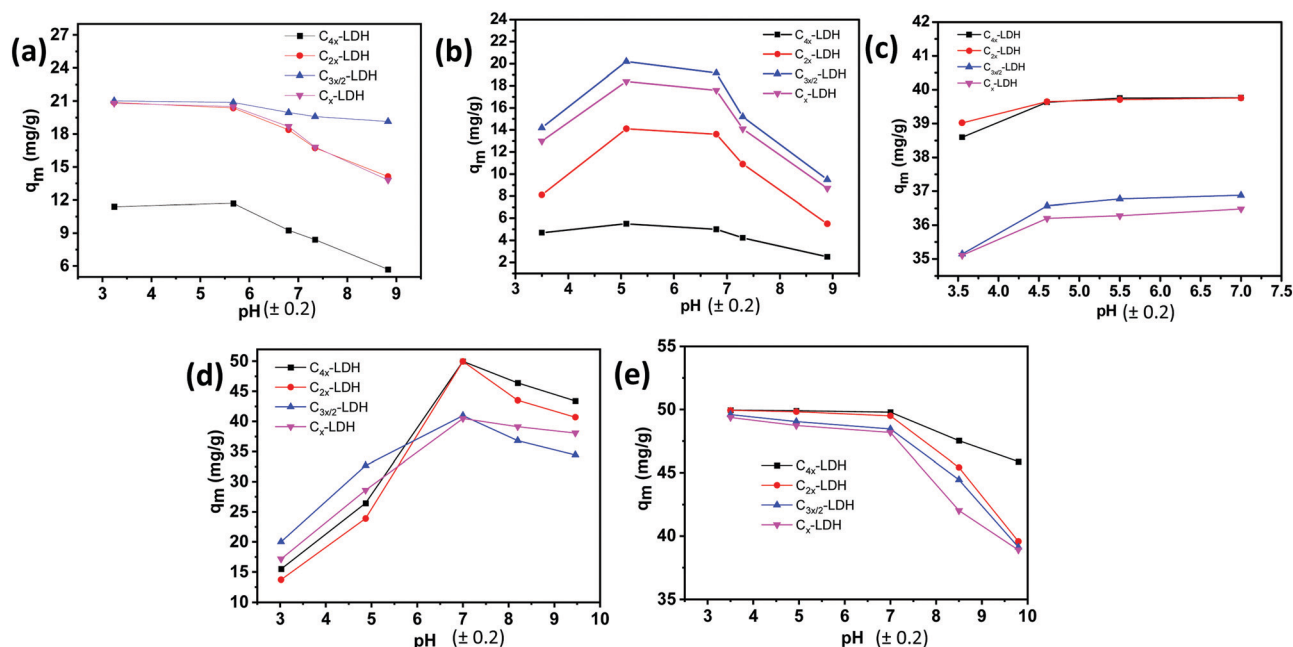 (a)
27
24
21
18
15
12
9
6
qm (mg/g)
C4x-LDH
C2x-LDH
C3x/2-LDH
Cx-LDH
3 4 5 6 7 8 9
pH (± 0.2)
(b)
24
22
20
18
16
14
12
10
8
6
4
2
qm (mg/g)
C4x-LDH
C2x-LDH
C3x/2-LDH
Cx-LDH
3 4 5 6 7 8 9
pH (± 0.2)
(c)
42
41
40
39
38
37
36
35
qm (mg/g)
C4x-LDH
C2x-LDH
C3x/2-LDH
Cx-LDH
3.5 4.0 4.5 5.0 5.5 6.0 6.5 7.0 7.5
pH (± 0.2)
(d)
50
45
40
35
30
25
20
15
10
qm (mg/g)
C4x-LDH
C2x-LDH
C3x/2-LDH
Cx-LDH
3 4 5 6 7 8 9 10
pH (± 0.2)
(e)
55
50
45
40
35
qm (mg/g)
C4x-LDH
C2x-LDH
C3x/2-LDH
Cx-LDH
3 4 5 6 7 8 9 10
pH (± 0.2)